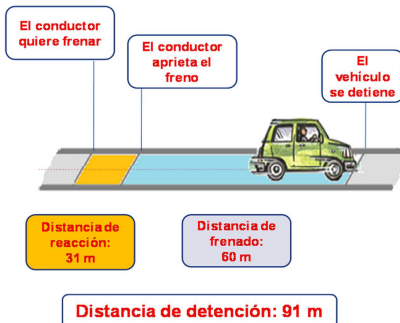 El conductor
quiere frenar
El conductor
aprieta el
freno
El
vehículo
se detiene
Distancia de
reacción:
31 m
Distancia de
frenado:
60 m
Distancia de detención: 91 m